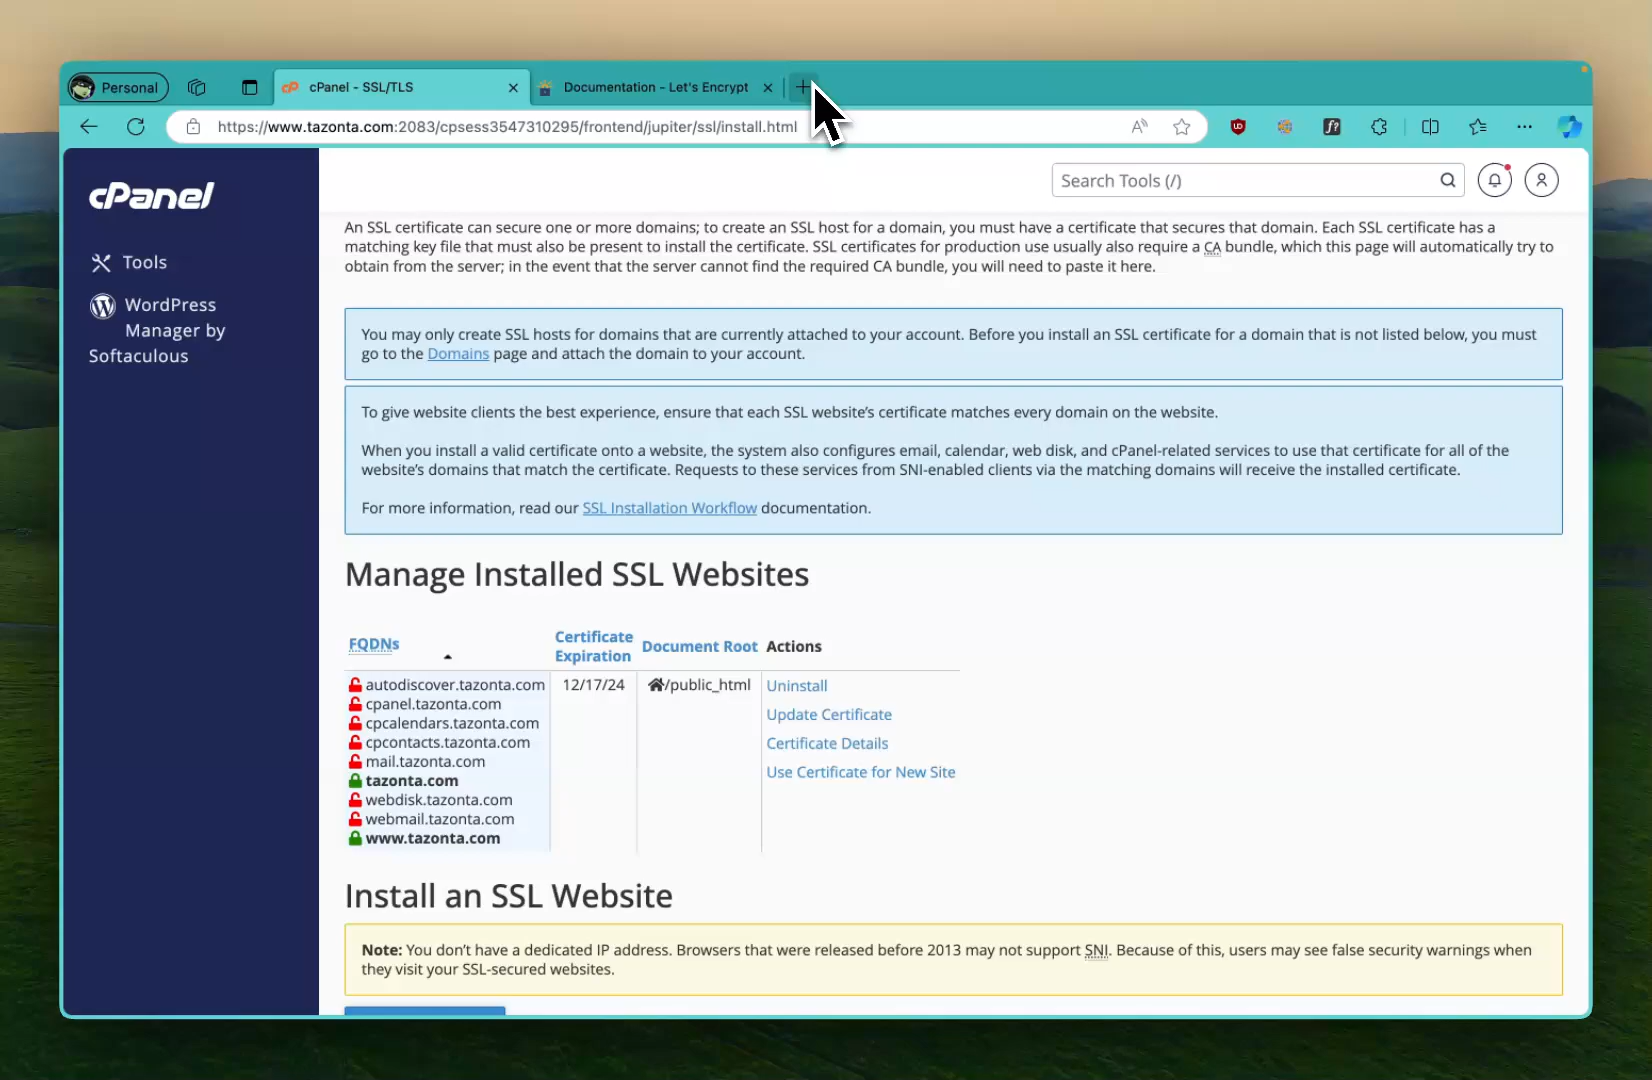 Personal
cPanel - SSL/TLS
Documentation - Let's Encrypt
https://www.tazonta.com:2083/cpsess3547310295/frontend/jupiter/ssl/install.html
cPanel
Search Tools (/)
Tools
WordPress
Manager by
Softaculous
An SSL certificate can secure one or more domains; to create an SSL host for a domain, you must have a certificate that secures that domain. Each SSL certificate has a
matching key file that must also be present to install the certificate. SSL certificates for production use usually also require a CA bundle, which this page will automatically try to
obtain from the server; in the event that the server cannot find the required CA bundle, you will need to paste it here.
You may only create SSL hosts for domains that are currently attached to your account. Before you install an SSL certificate for a domain that is not listed below, you must
go to the Domains page and attach the domain to your account.
To give website clients the best experience, ensure that each SSL website’s certificate matches every domain on the website.
When you install a valid certificate onto a website, the system also configures email, calendar, web disk, and cPanel-related services to use that certificate for all of the
website’s domains that match the certificate. Requests to these services from SNI-enabled clients via the matching domains will receive the installed certificate.
For more information, read our SSL Installation Workflow documentation.
Manage Installed SSL Websites
FQDNs
Certificate
Expiration
Document Root
Actions
autodiscover.tazonta.com
12/17/24
/public_html
Uninstall
cpanel.tazonta.com
Update Certificate
cpcalendars.tazonta.com
cpcontacts.tazonta.com
Certificate Details
mail.tazonta.com
Use Certificate for New Site
tazonta.com
webdisk.tazonta.com
webmail.tazonta.com
www.tazonta.com
Install an SSL Website
Note: You don’t have a dedicated IP address. Browsers that were released before 2013 may not support SNI. Because of this, users may see false security warnings when
they visit your SSL-secured websites.